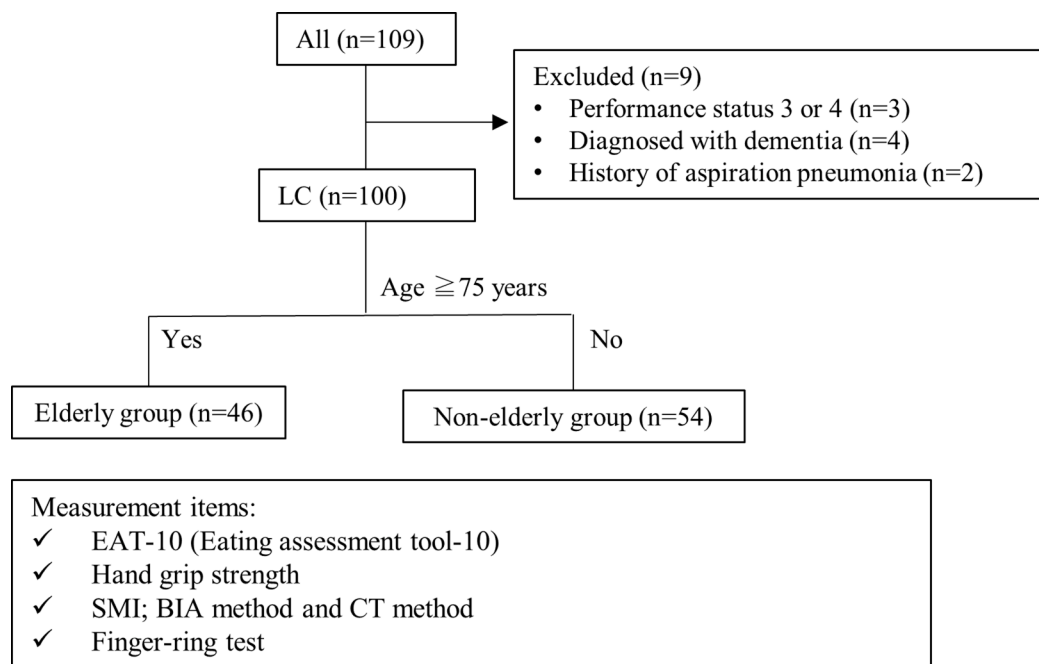 All (n=109)
Excluded (n=9)
• Performance status 3 or 4 (n=3)
• Diagnosed with dementia (n=4)
• History of aspiration pneumonia (n=2)
LC (n=100)
Age ≧75 years
Yes
No
Elderly group (n=46)
Non-elderly group (n=54)
Measurement items:
✓ EAT-10 (Eating assessment tool-10)
✓ Hand grip strength
✓ SMI; BIA method and CT method
✓ Finger-ring test